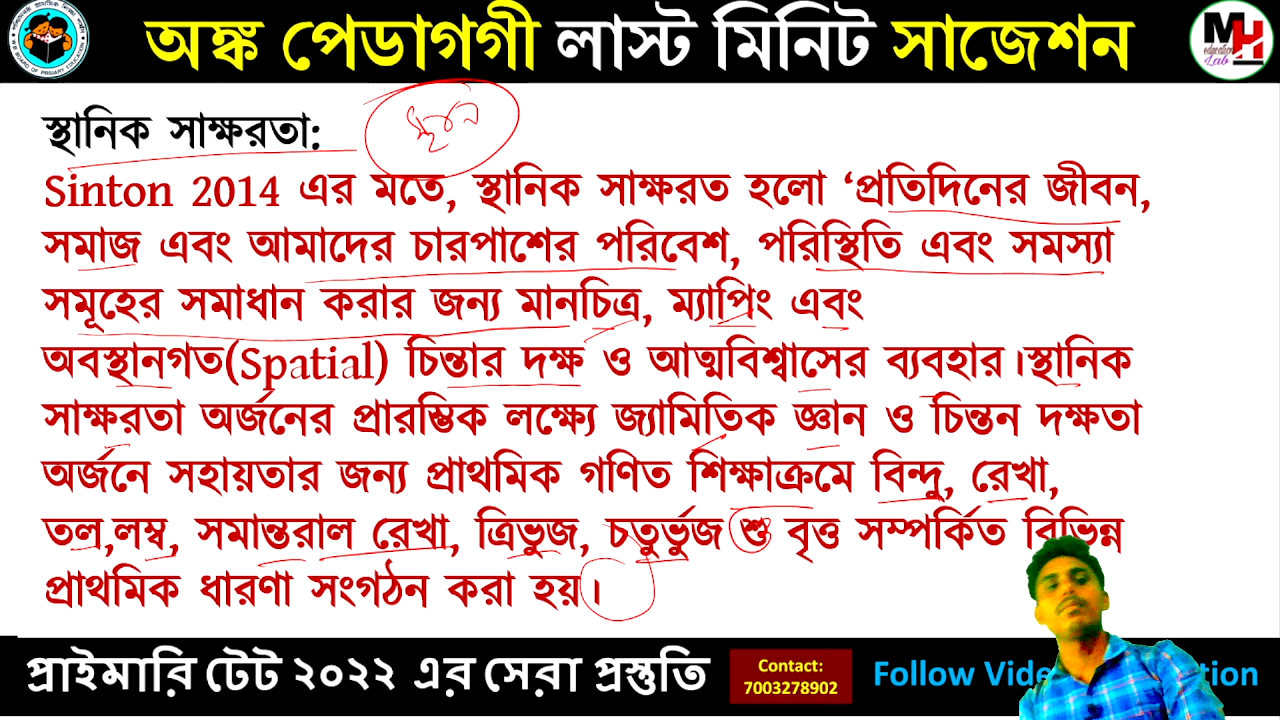 অঙ্ক পেডাগগী লাস্ট মিনিট সাজেশন
MH education Lab
স্থানিক সাক্ষরতা:
স্থান
Sinton 2014 এর মতে, স্থানিক সাক্ষরত হলো ‘প্রতিদিনের জীবন,
সমাজ এবং আমাদের চারপাশের পরিবেশ, পরিস্থিতি এবং সমস্যা
সমূহের সমাধান করার জন্য মানচিত্র, ম্যাপিং এবং
অবস্থানগত(Spatial) চিন্তার দক্ষ ও আত্মবিশ্বাসের ব্যবহার।স্থানিক
সাক্ষরতা অর্জনের প্রারম্ভিক লক্ষ্যে জ্যামিতিক জ্ঞান ও চিন্তন দক্ষতা
অর্জনে সহায়তার জন্য প্রাথমিক গণিত শিক্ষাক্রমে বিন্দু, রেখা,
তল,লম্ব, সমান্তরাল রেখা, ত্রিভুজ, চতুর্ভুজ শু বৃত্ত সম্পর্কিত বিভিন্ন
প্রাথমিক ধারণা সংগঠন করা হয়।
প্রাইমারি টেট ২০২২ এর সেরা প্রস্তুতি
Contact:
7003278902
Follow